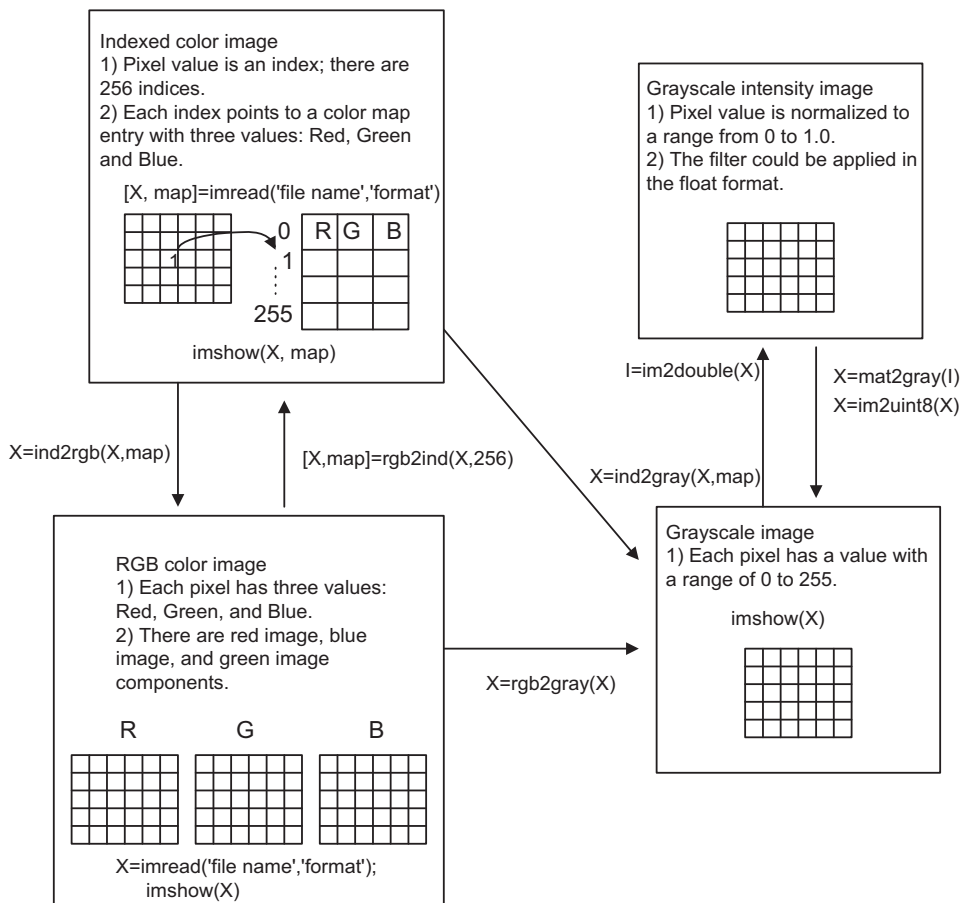 Indexed color image
1) Pixel value is an index; there are
256 indices.
2) Each index points to a color map
entry with three values: Red, Green
and Blue.
[X, map]=imread('file name','format')
0 R G B
1
1
255
imshow(X, map)
Grayscale intensity image
1) Pixel value is normalized to
a range from 0 to 1.0.
2) The filter could be applied in
the float format.
I=im2double(X)
X=mat2gray(I)
X=im2uint8(X)
X=ind2rgb(X,map)
[X,map]=rgb2ind(X,256)
X=ind2gray(X,map)
RGB color image
1) Each pixel has three values:
Red, Green, and Blue.
2) There are red image, blue
image, and green image
components.
R G B
X=imread('file name','format');
imshow(X)
X=rgb2gray(X)
Grayscale image
1) Each pixel has a value with
a range of 0 to 255.
imshow(X)